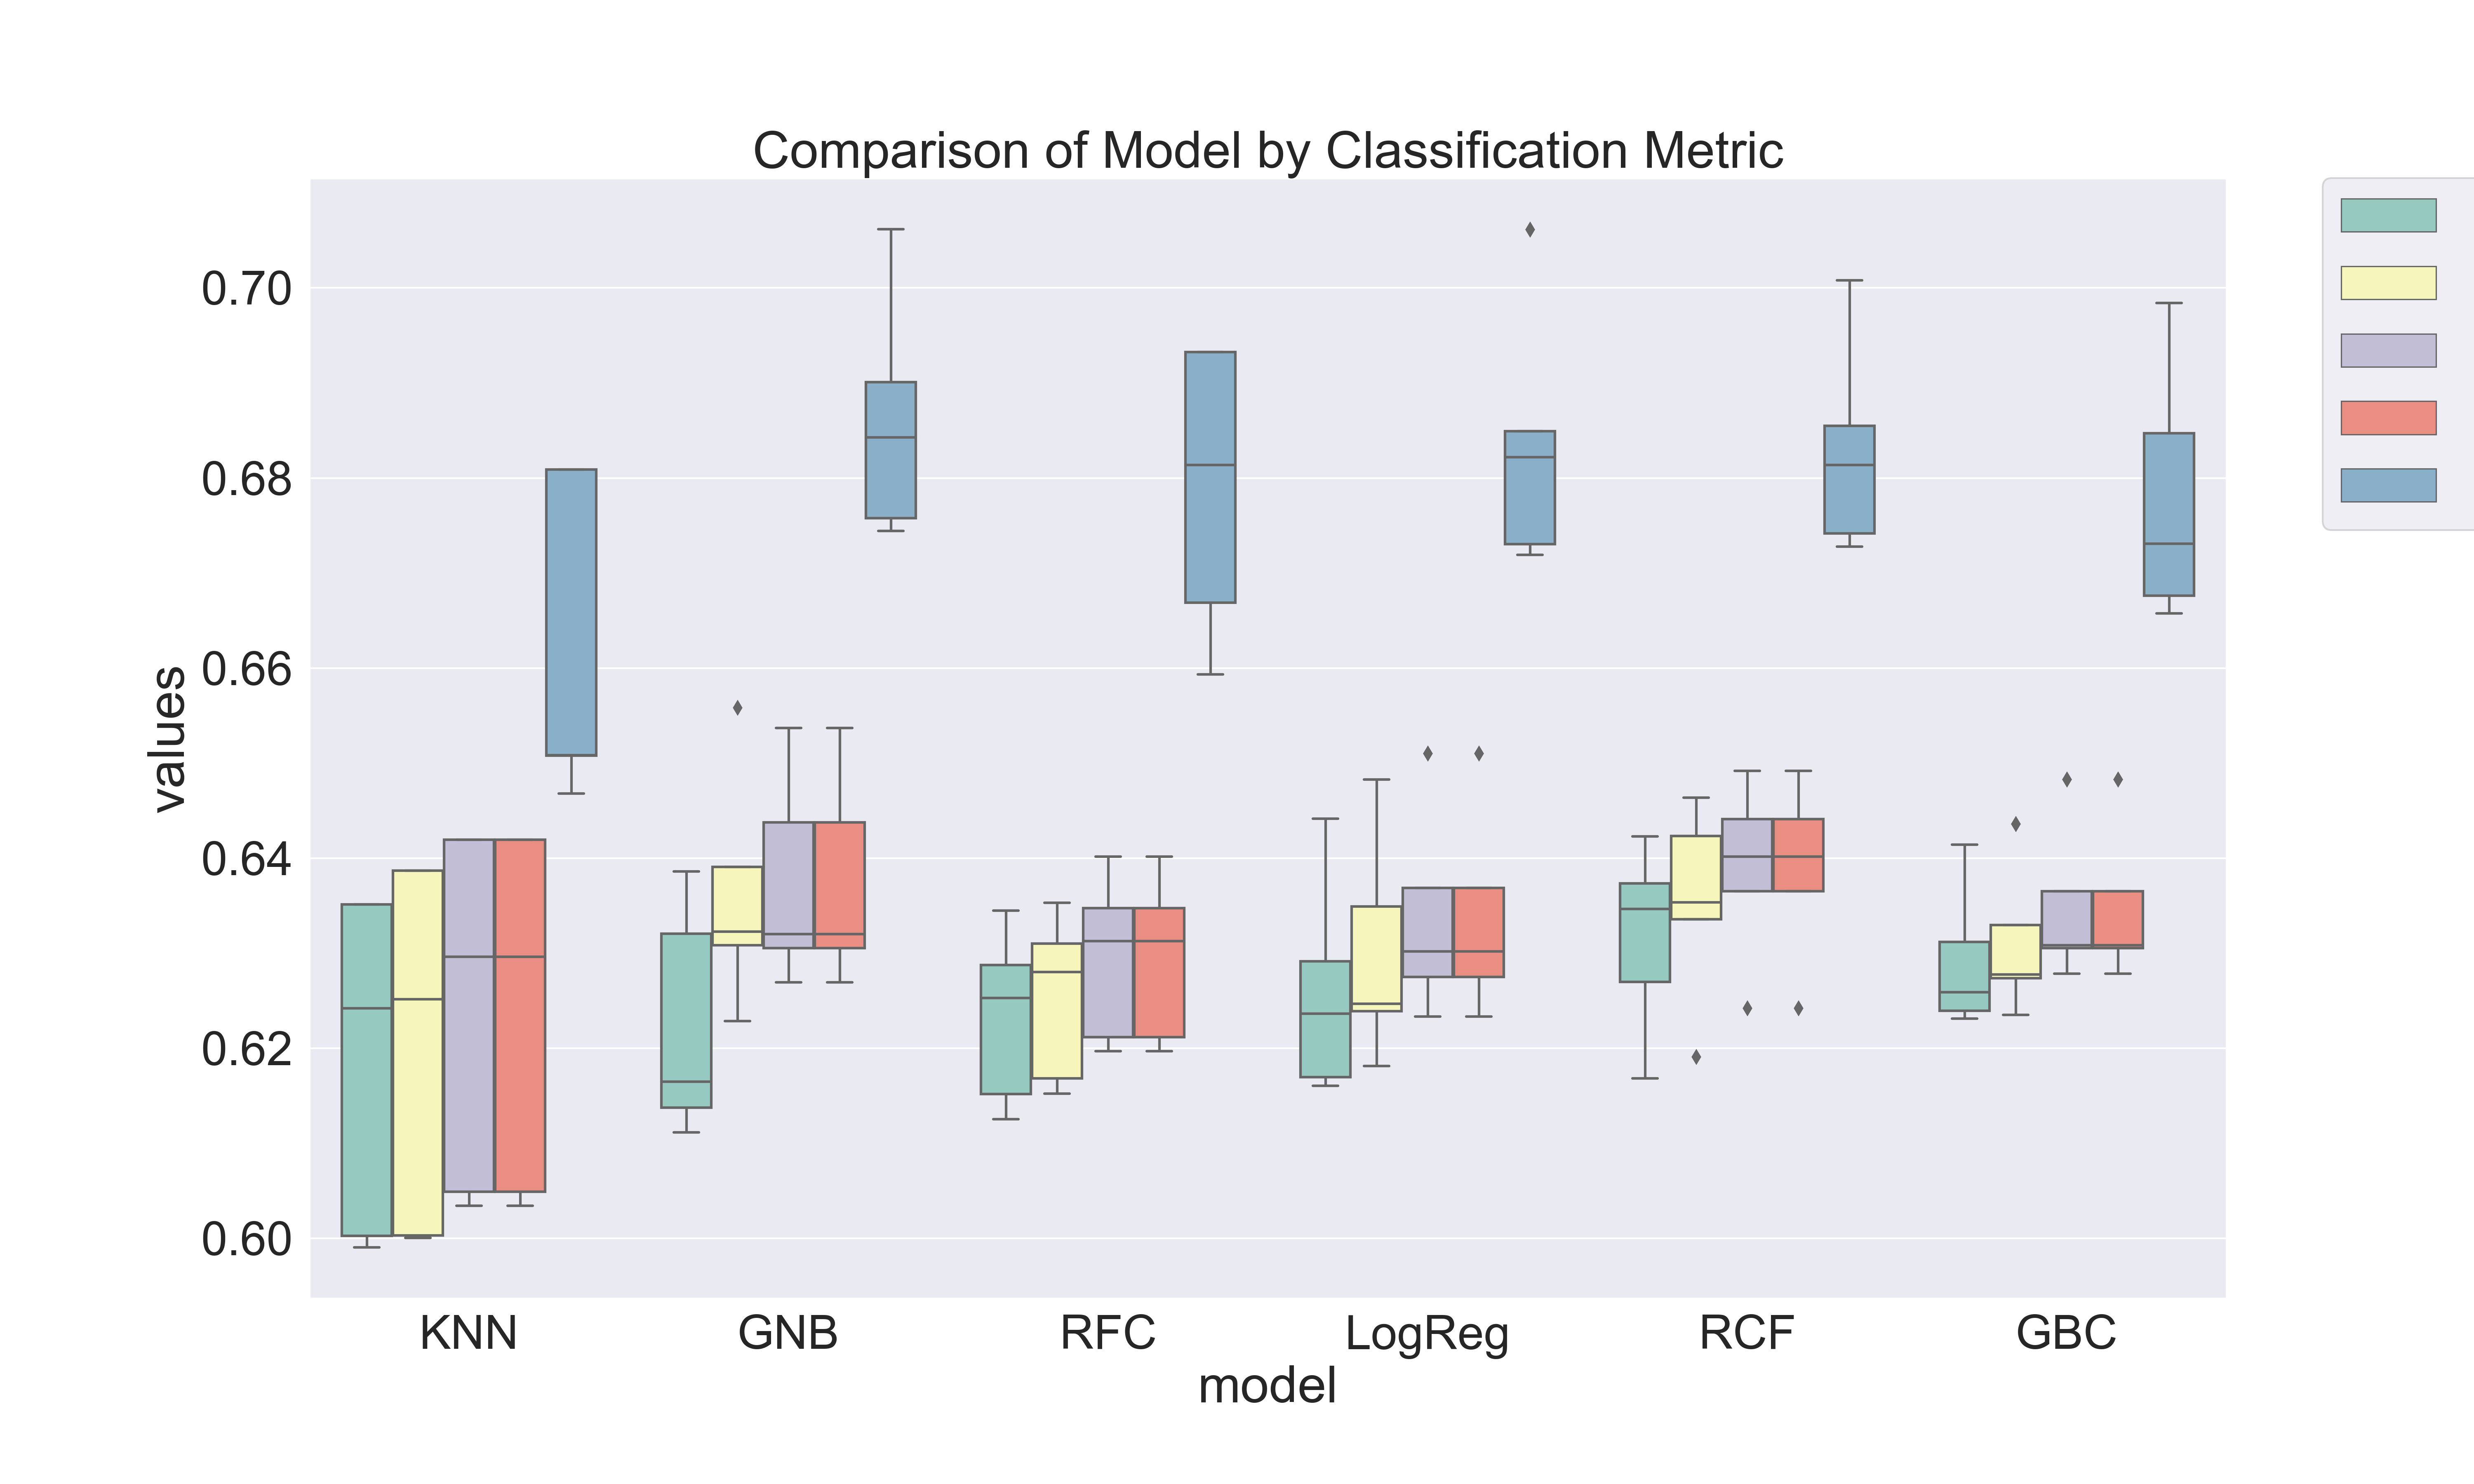 Comparison of Model by Classification Metric
0.70
0.68
0.66
0.64
0.62
0.60
values
KNN GNB RFC LogReg RCF GBC
model